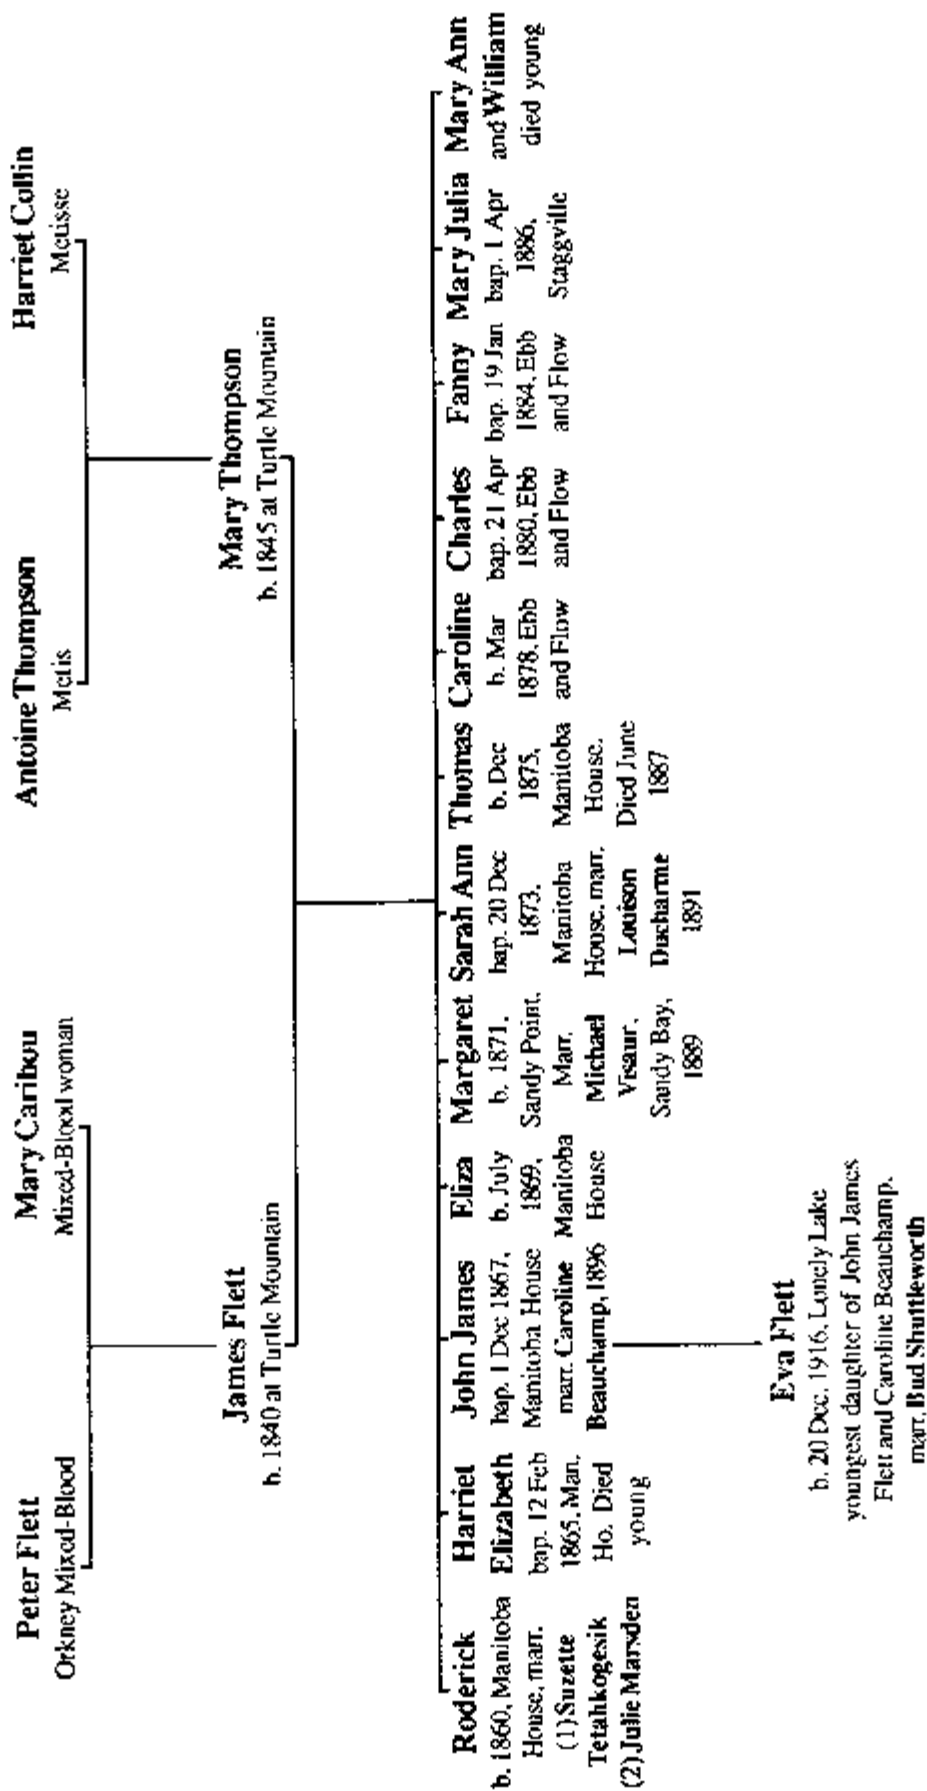 Peter Flett
Orkney Mixed-Blood
Mary Caribou
Mixed-Blood woman
Antoine Thompson
Metis
Harriet Collin
Metisse
James Flett
b. 1840 at Turtle Mountain
Mary Thompson
b. 1845 at Turtle Mountain
Roderick
b. 1860, Manitoba
House, marr.
(1) Suzette
Tetahkogesik
(2) Julie Marsden
Harriet
Elizabeth
bap. 12 Feb
1865, Man.
Ho. Died
young
John James
bap. 1 Dec 1867,
Manitoba House
marr. Caroline
Beauchamp, 1896
Eliza
b. July
1869,
Manitoba
House
Margaret
b. 1871,
Sandy Point.
Marr.
Michael
Visaur,
Sandy Bay,
1889
Sarah Ann
bap. 20 Dec
1873,
Manitoba
House, marr.
Louison
Ducharme
1891
Thomas
b. Dec
1875,
Manitoba
House.
Died June
1887
Caroline
b. Mar
1878, Ebb
and Flow
Charles
bap. 21 Apr
1880, Ebb
and Flow
Fanny
bap. 19 Jan
1884, Ebb
and Flow
Mary Julia
bap. 1 Apr
1886,
Staggville
Mary Ann
and William
died young
Eva Flett
b. 20 Dec. 1916, Lonely Lake
youngest daughter of John James
Flett and Caroline Beauchamp.
marr. Bud Shuttleworth